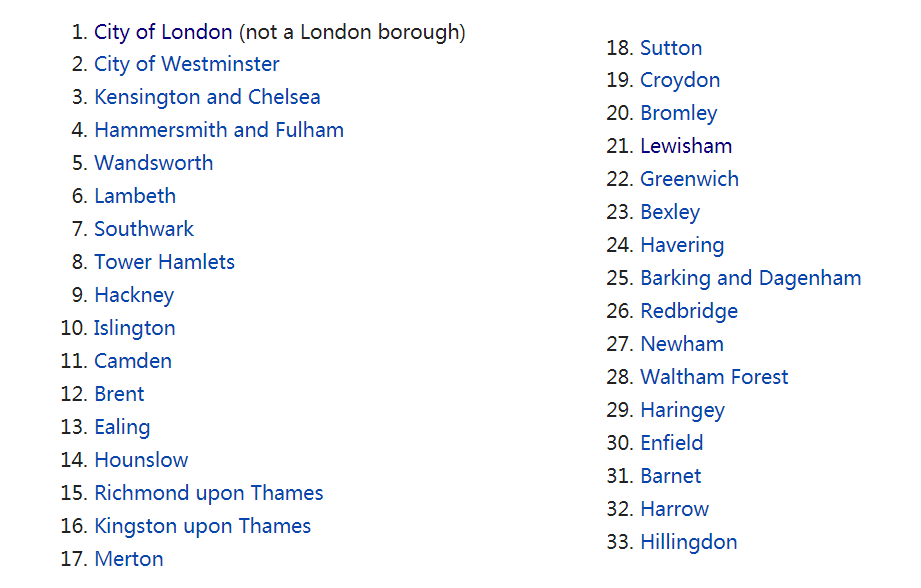 1. City of London (not a London borough)
2. City of Westminster
3. Kensington and Chelsea
4. Hammersmith and Fulham
5. Wandsworth
6. Lambeth
7. Southwark
8. Tower Hamlets
9. Hackney
10. Islington
11. Camden
12. Brent
13. Ealing
14. Hounslow
15. Richmond upon Thames
16. Kingston upon Thames
17. Merton
18. Sutton
19. Croydon
20. Bromley
21. Lewisham
22. Greenwich
23. Bexley
24. Havering
25. Barking and Dagenham
26. Redbridge
27. Newham
28. Waltham Forest
29. Haringey
30. Enfield
31. Barnet
32. Harrow
33. Hillingdon